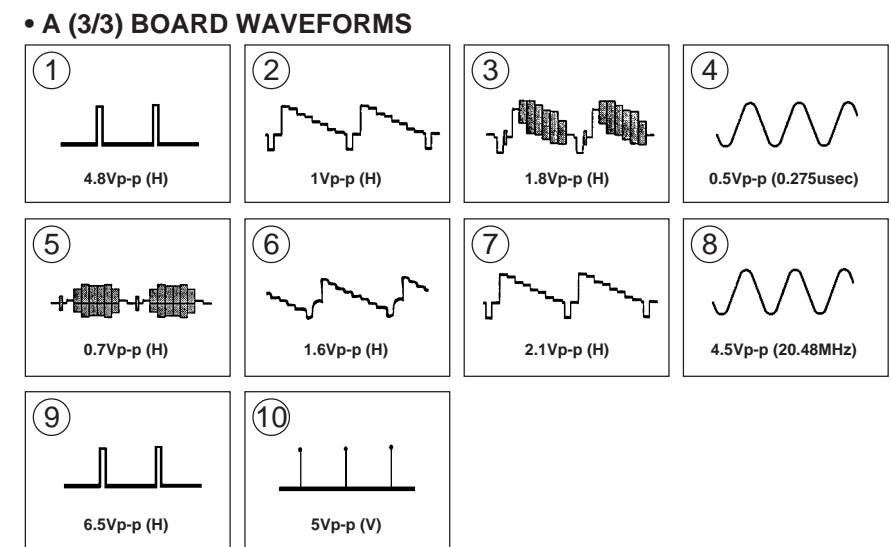 • A (3/3) BOARD WAVEFORMS
1 2 3 4
4.8Vp-p (H) 1Vp-p (H) 1.8Vp-p (H) 0.5Vp-p (0.275usec)
5 6 7 8
0.7Vp-p (H) 1.6Vp-p (H) 2.1Vp-p (H) 4.5Vp-p (20.48MHz)
9 10
6.5Vp-p (H) 5Vp-p (V)